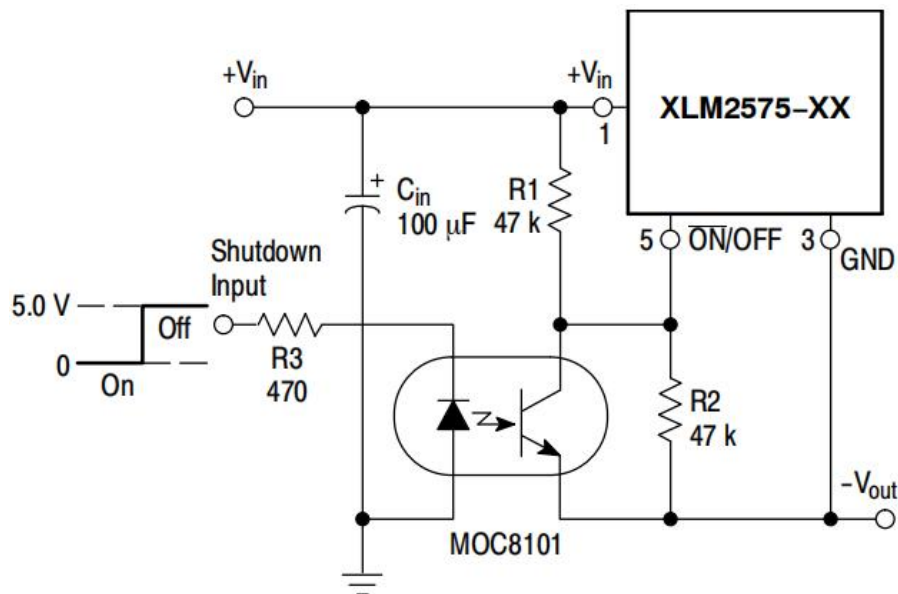 +Vin
+Vin
XLM2575–XX
1
Cin
100 µF
R1
47 k
5
ON/OFF
3
GND
Shutdown
Input
5.0 V
Off
0
On
R3
470
R2
47 k
–Vout
MOC8101